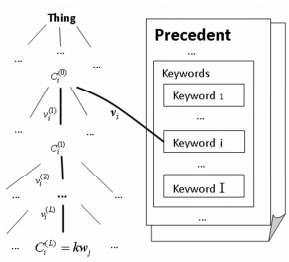 Thing
...
... ...
C_i^{(0)}
v_i^{(1)}
v_i
... ...
C_i^{(1)}
v_i^{(2)}
... ... ...
v_i^{(L)}
... C_i^{(L)} = kw_j ...
Precedent
...
Keywords
Keyword 1
...
Keyword i
...
Keyword I
...